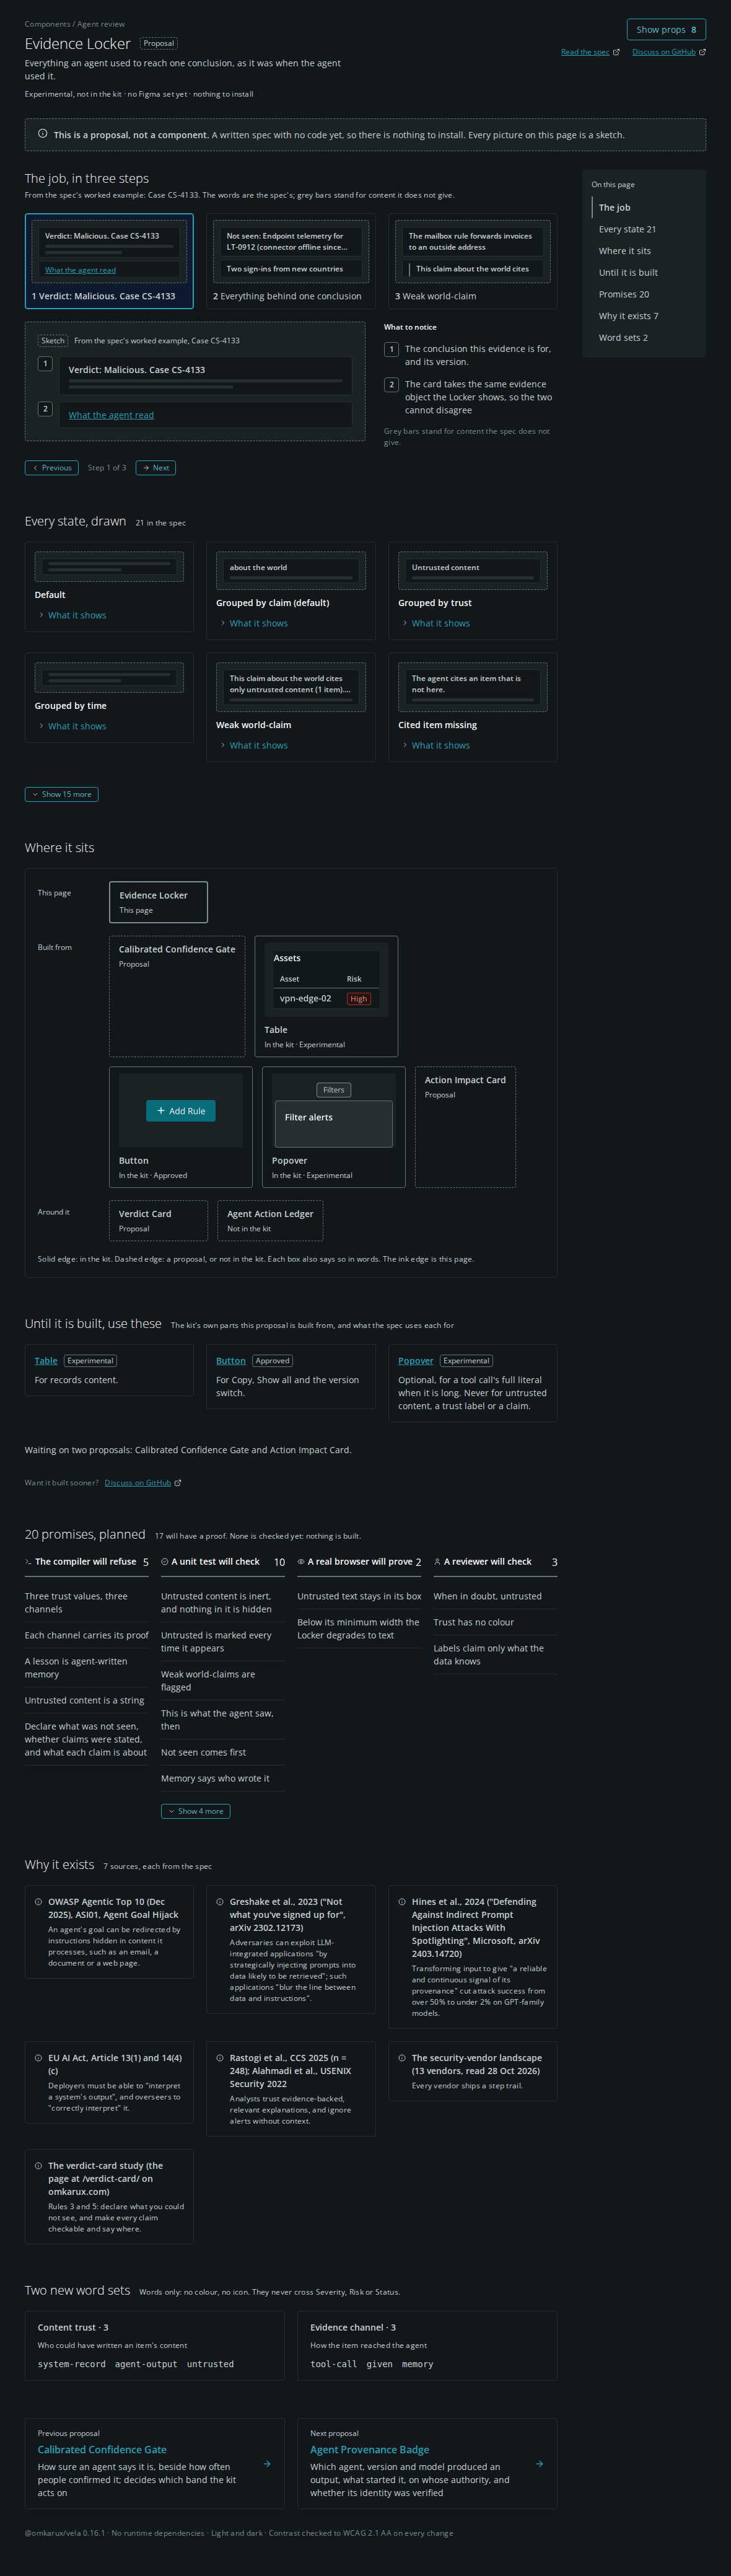 Components / Agent review
Evidence Locker
Proposal
Everything an agent used to reach one conclusion, as it was when the agent
used it.
Experimental, not in the kit · no Figma set yet · nothing to install
Show props 8
Read the spec
Discuss on GitHub
This is a proposal, not a component. A written spec with no code yet, so there is nothing to install. Every picture on this page is a sketch.
The job, in three steps
From the spec's worked example: Case CS-4133. The words are the spec's; grey bars stand for content it does not give.
Verdict: Malicious. Case CS-4133
What the agent read
1 Verdict: Malicious. Case CS-4133
Not seen: Endpoint telemetry for
LT-0912 (connector offline since...
Two sign-ins from new countries
2 Everything behind one conclusion
The mailbox rule forwards invoices
to an outside address
This claim about the world cites
3 Weak world-claim
On this page
The job
Every state 21
Where it sits
Until it is built
Promises 20
Why it exists 7
Word sets 2
Sketch
From the spec's worked example, Case CS-4133
1
Verdict: Malicious. Case CS-4133
2
What the agent read
What to notice
1
The conclusion this evidence is for,
and its version.
2
The card takes the same evidence
object the Locker shows, so the two
cannot disagree
Grey bars stand for content the spec does not
give.
Previous
Step 1 of 3
Next
Every state, drawn
21 in the spec
Default
What it shows
about the world
Grouped by claim (default)
What it shows
Untrusted content
Grouped by trust
What it shows
Grouped by time
What it shows
This claim about the world cites
only untrusted content (1 item)....
Weak world-claim
What it shows
The agent cites an item that is
not here.
Cited item missing
What it shows
Show 15 more
Where it sits
This page
Evidence Locker
This page
Built from
Calibrated Confidence Gate
Proposal
Assets
Asset
Risk
vpn-edge-02
High
Table
In the kit · Experimental
Add Rule
Button
In the kit · Approved
Filters
Filter alerts
Popover
In the kit · Experimental
Action Impact Card
Proposal
Around it
Verdict Card
Proposal
Agent Action Ledger
Not in the kit
Solid edge: in the kit. Dashed edge: a proposal, or not in the kit. Each box also says so in words. The ink edge is this page.
Until it is built, use these
The kit's own parts this proposal is built from, and what the spec uses each for
Table
Experimental
For records content.
Button
Approved
For Copy, Show all and the version
switch.
Popover
Experimental
Optional, for a tool call's full literal
when it is long. Never for untrusted
content, a trust label or a claim.
Waiting on two proposals: Calibrated Confidence Gate and Action Impact Card.
Want it built sooner?
Discuss on GitHub
20 promises, planned
17 will have a proof. None is checked yet: nothing is built.
The compiler will refuse 5
Three trust values, three
channels
Each channel carries its proof
A lesson is agent-written
memory
Untrusted content is a string
Declare what was not seen,
whether claims were stated,
and what each claim is about
A unit test will check 10
Untrusted content is inert,
and nothing in it is hidden
Untrusted is marked every
time it appears
Weak world-claims are
flagged
This is what the agent saw,
then
Not seen comes first
Memory says who wrote it
Show 4 more
A real browser will prove 2
Untrusted text stays in its box
Below its minimum width the
Locker degrades to text
A reviewer will check 3
When in doubt, untrusted
Trust has no colour
Labels claim only what the
data knows
Why it exists
7 sources, each from the spec
OWASP Agentic Top 10 (Dec
2025), ASI01, Agent Goal Hijack
An agent's goal can be redirected by
instructions hidden in content it
processes, such as an email, a
document or a web page.
Greshake et al., 2023 ("Not
what you've signed up for",
arXiv 2302.12173)
Adversaries can exploit LLM-
integrated applications "by
strategically injecting prompts into
data likely to be retrieved"; such
applications "blur the line between
data and instructions".
Hines et al., 2024 ("Defending
Against Indirect Prompt
Injection Attacks With
Spotlighting", Microsoft, arXiv
2403.14720)
Transforming input to give "a reliable
and continuous signal of its
provenance" cut attack success from
over 50% to under 2% on GPT-family
models.
EU AI Act, Article 13(1) and 14(4)
(c)
Deployers must be able to "interpret
a system's output", and overseers to
"correctly interpret" it.
Rastogi et al., CCS 2025 (n =
248); Alahmadi et al., USENIX
Security 2022
Analysts trust evidence-backed,
relevant explanations, and ignore
alerts without context.
The security-vendor landscape
(13 vendors, read 28 Oct 2026)
Every vendor ships a step trail.
The verdict-card study (the
page at /verdict-card/ on
omkarux.com)
Rules 3 and 5: declare what you could
not see, and make every claim
checkable and say where.
Two new word sets
Words only: no colour, no icon. They never cross Severity, Risk or Status.
Content trust · 3
Who could have written an item's content
system-record agent-output untrusted
Evidence channel · 3
How the item reached the agent
tool-call given memory
Previous proposal
Calibrated Confidence Gate
How sure an agent says it is, beside how often
people confirmed it; decides which band the kit
acts on
Next proposal
Agent Provenance Badge
Which agent, version and model produced an
output, what started it, on whose authority, and
whether its identity was verified
@omkarux/vela 0.16.1 · No runtime dependencies · Light and dark · Contrast checked to WCAG 2.1 AA on every change